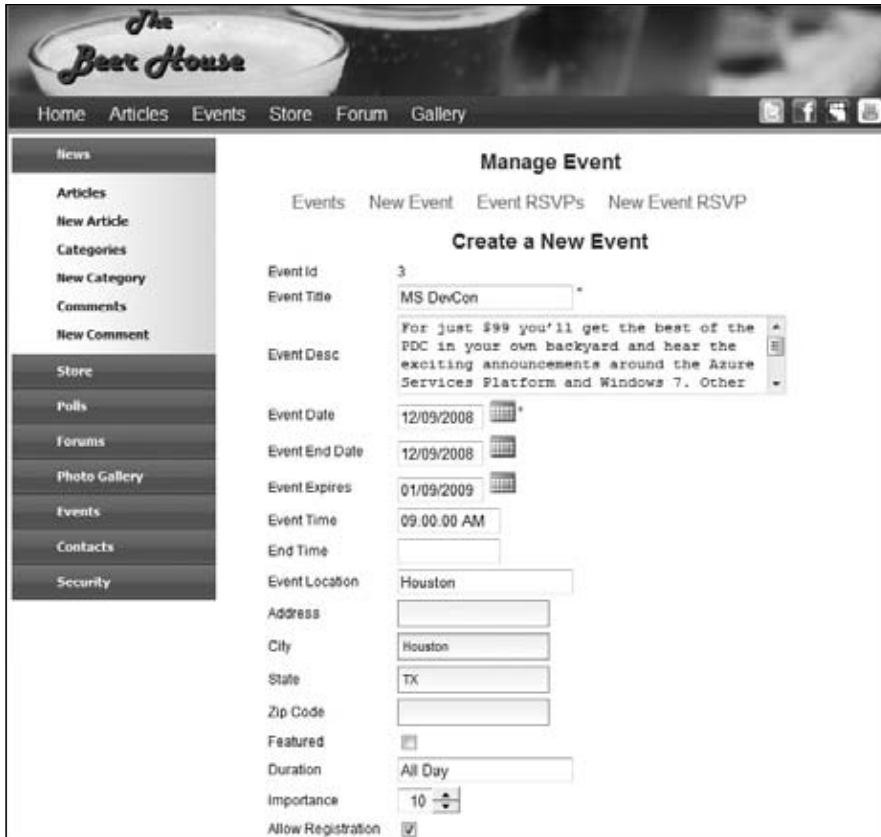 The
Beer House
Home Articles Events Store Forum Gallery
News
Articles
New Article
Categories
New Category
Comments
New Comment
Store
Polls
Forums
Photo Gallery
Events
Contacts
Security
Manage Event
Events New Event Event RSVPs New Event RSVP
Create a New Event
Event Id 3
Event Title MS DevCon *
Event Desc
For just $99 you'll get the best of the
PDC in your own backyard and hear the
exciting announcements around the Azure
Services Platform and Windows 7. Other
Event Date 12/09/2008 *
Event End Date 12/09/2008
Event Expires 01/09/2009
Event Time 09:00:00 AM
End Time
Event Location Houston
Address
City Houston
State TX
Zip Code
Featured
Duration All Day
Importance 10
Allow Registration